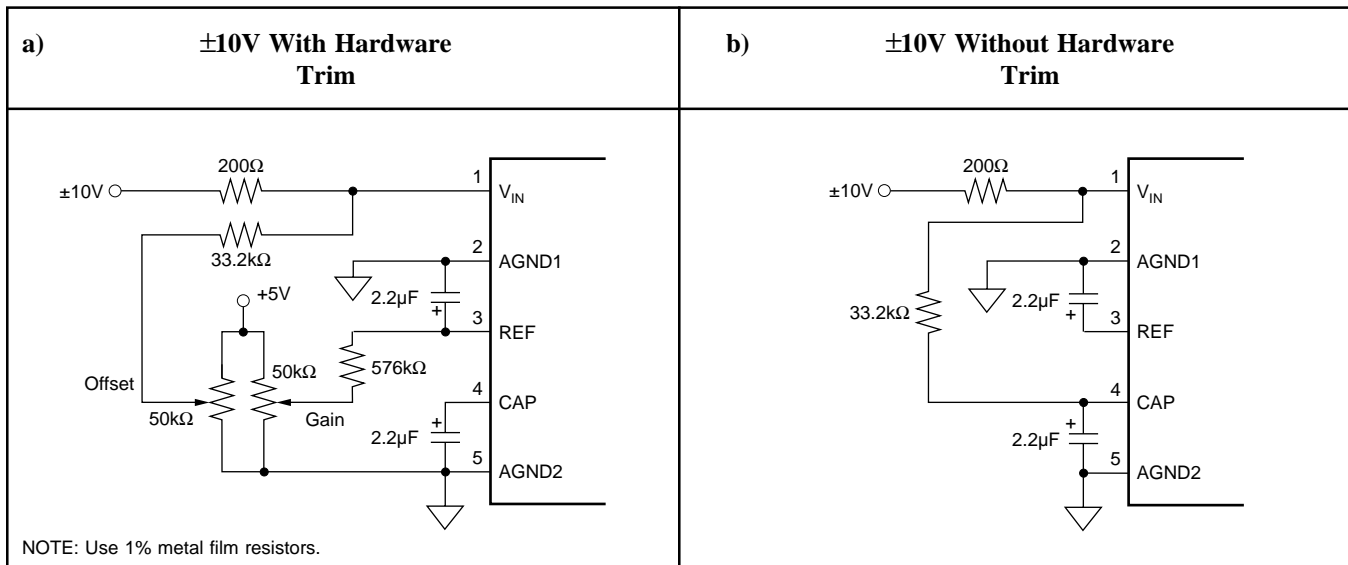 a)
±10V With Hardware
Trim
b)
±10V Without Hardware
Trim
200Ω
±10V
33.2kΩ
+5V
Offset
50kΩ
50kΩ
Gain
576kΩ
2.2µF
+
2.2µF
+
1
VIN
2
AGND1
3
REF
4
CAP
5
AGND2
NOTE: Use 1% metal film resistors.
200Ω
±10V
33.2kΩ
2.2µF
+
2.2µF
+
1
VIN
2
AGND1
3
REF
4
CAP
5
AGND2